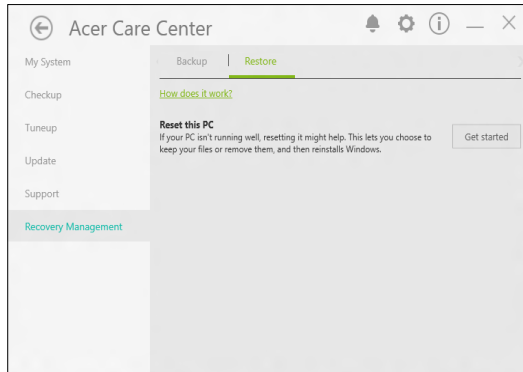 Acer Care Center
My System
Checkup
Tuneup
Update
Support
Recovery Management
Backup
Restore
How does it work?
Reset this PC
If your PC isn't running well, resetting it might help. This lets you choose to
keep your files or remove them, and then reinstalls Windows.
Get started